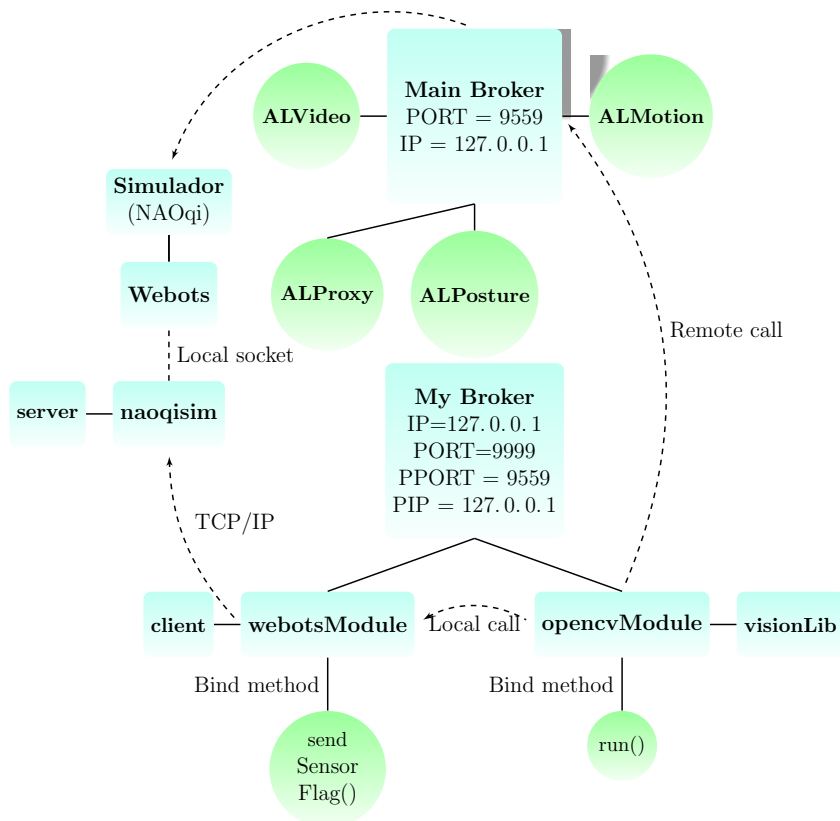 Main Broker
PORT = 9559
IP = 127.0.0.1
ALVideo
ALMotion
Simulador
(NAOqi)
ALProxy
ALPosture
Webots
Remote call
Local socket
server
naoqisim
My Broker
IP=127.0.0.1
PORT=9999
PPORT = 9559
PIP = 127.0.0.1
TCP/IP
client
webotsModule
Local call
opencvModule
visionLib
Bind method
Bind method
send
Sensor
Flag()
run()